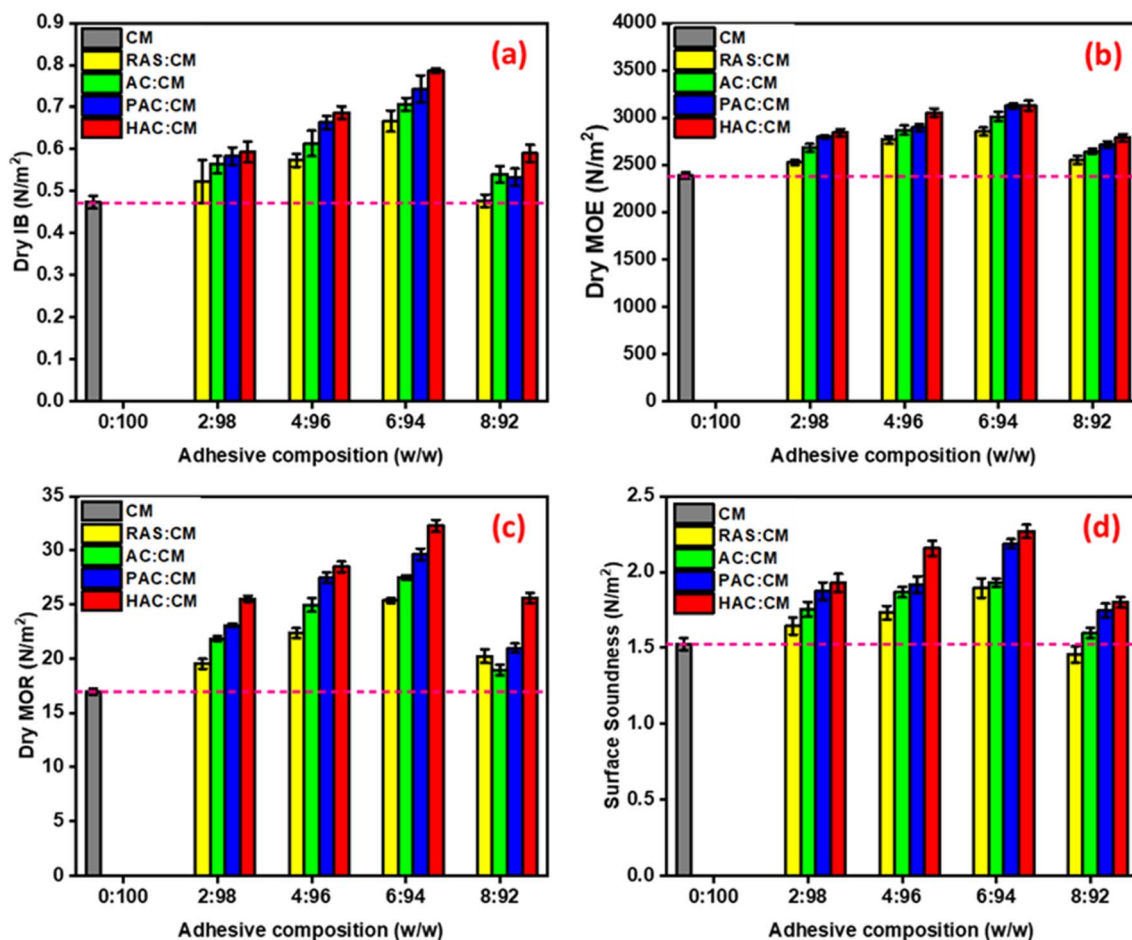 (a)
CM
RAS:CM
AC:CM
PAC:CM
HAC:CM
Dry IB (N/m²)
0.9
0.8
0.7
0.6
0.5
0.4
0.3
0.2
0.1
0.0
0:100 2:98 4:96 6:94 8:92
Adhesive composition (w/w)
(b)
CM
RAS:CM
AC:CM
PAC:CM
HAC:CM
Dry MOE (N/m²)
4000
3500
3000
2500
2000
1500
1000
500
0
0:100 2:98 4:96 6:94 8:92
Adhesive composition (w/w)
(c)
CM
RAS:CM
AC:CM
PAC:CM
HAC:CM
Dry MOR (N/m²)
35
30
25
20
15
10
5
0
0:100 2:98 4:96 6:94 8:92
Adhesive composition (w/w)
(d)
CM
RAS:CM
AC:CM
PAC:CM
HAC:CM
Surface Soundness (N/m²)
2.5
2.0
1.5
1.0
0.5
0.0
0:100 2:98 4:96 6:94 8:92
Adhesive composition (w/w)